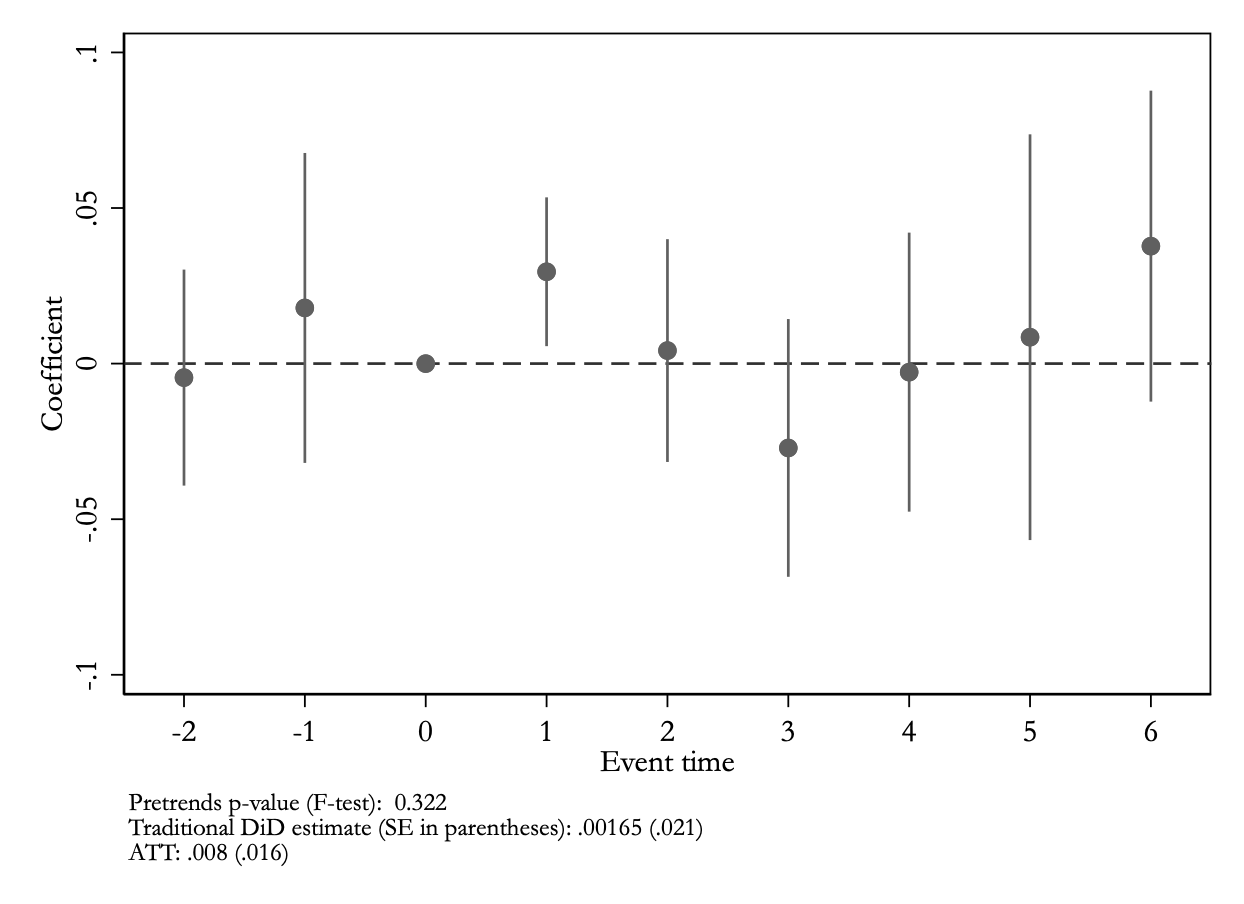 .1
.05
0
-.05
-.1
Coefficient
-2 -1 0 1 2 3 4 5 6
Event time
Pretrends p-value (F-test): 0.322
Traditional DiD estimate (SE in parentheses): .00165 (.021)
ATT: .008 (.016)